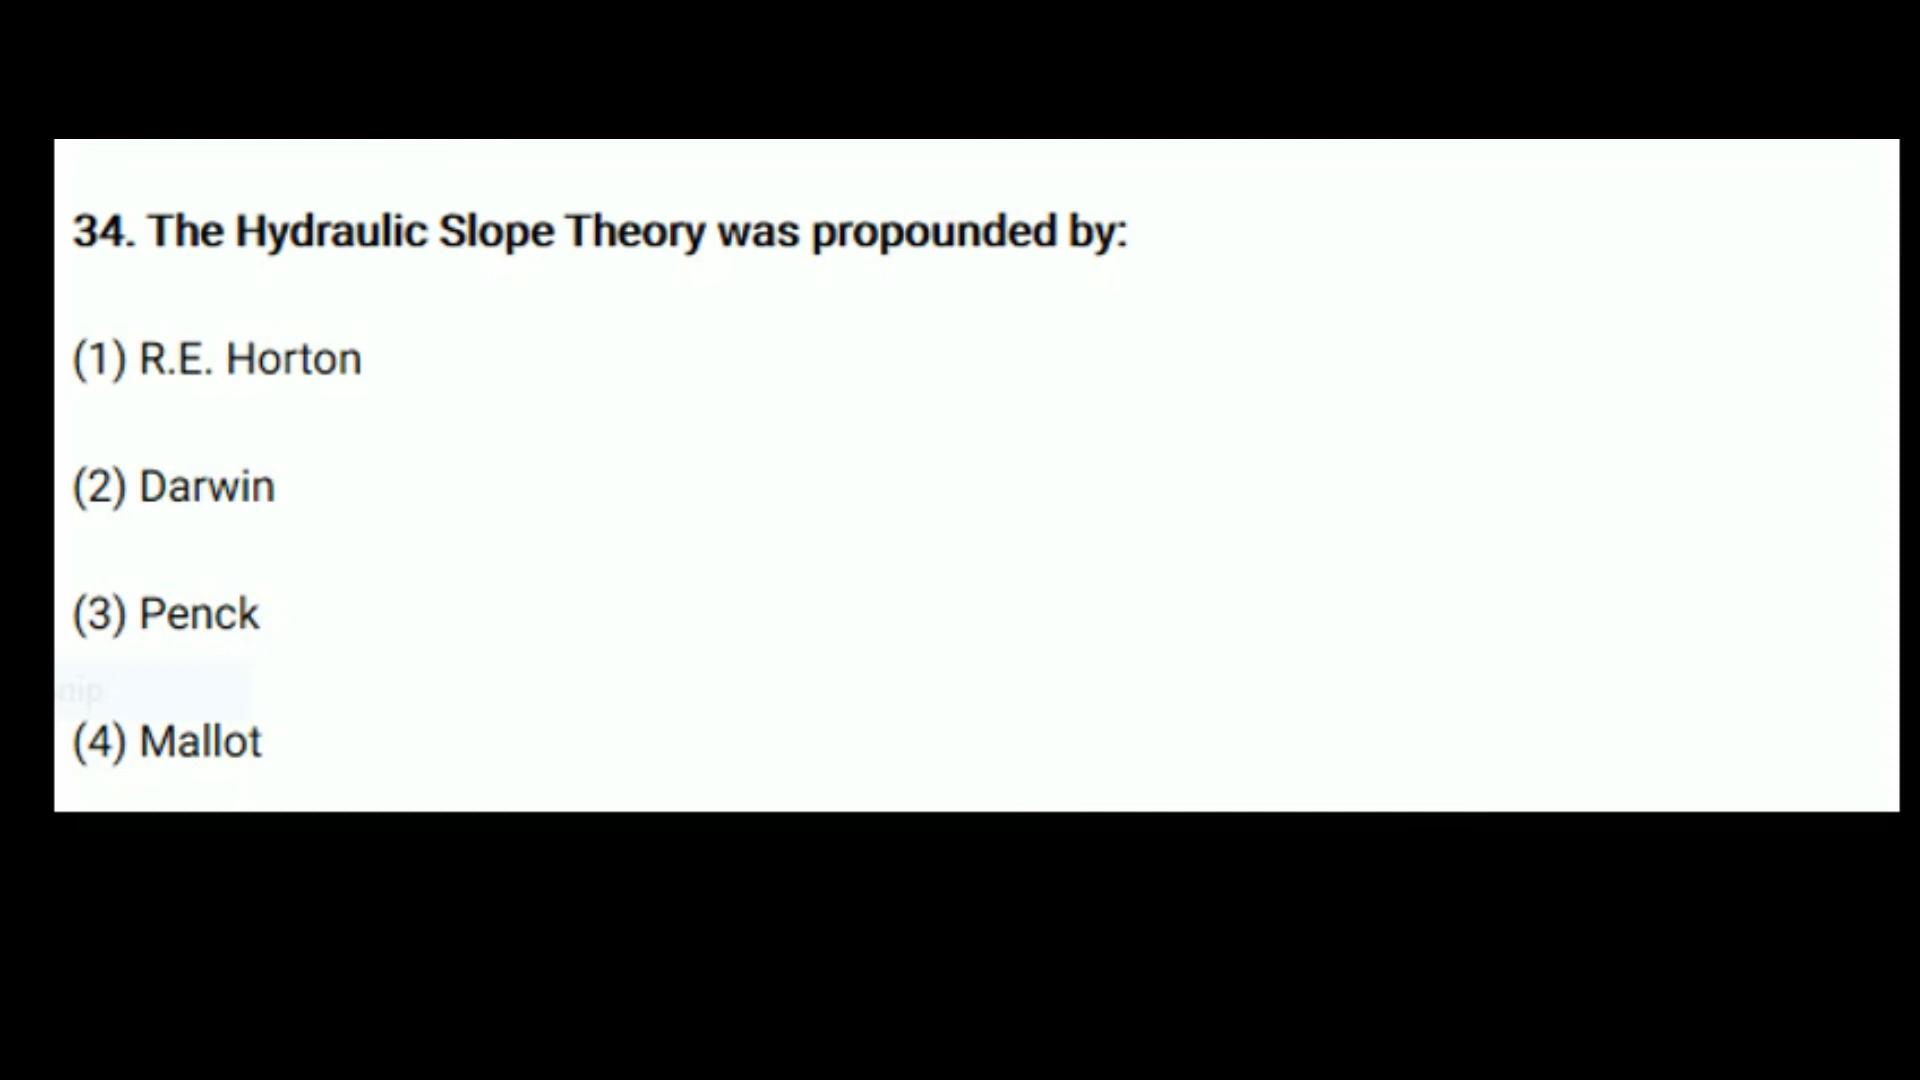 34. The Hydraulic Slope Theory was propounded by:
(1) R.E. Horton
(2) Darwin
(3) Penck
(4) Mallot